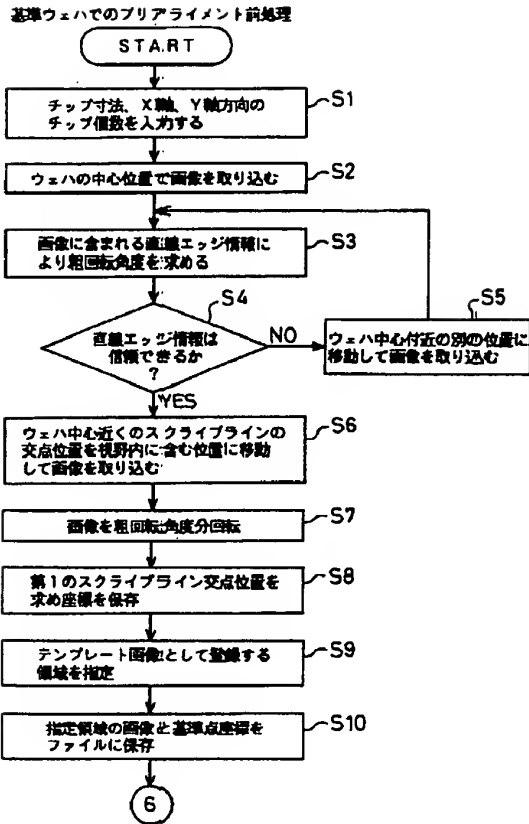 基準ウェハでのプリアライメント前処理
START
チップ寸法、X軸、Y軸方向の
チップ個数を入力する
S1
ウェハの中心位置で画像を取り込む
S2
画像に含まれる直線エッジ情報に
より粗回転角度を求める
S3
直線エッジ情報は
信頼できるか
?
S4
NO
YES
ウェハ中心付近の別の位置に
移動して画像を取り込む
S5
ウェハ中心近くのスクライブラインの
交点位置を視野内に含む位置に移動
して画像を取り込む
S6
画像を粗回転角度分回転
S7
第1のスクライブライン交点位置を
求め座標を保存
S8
テンプレート画像として登録する
領域を指定
S9
指定領域の画像と基準点座標を
ファイルに保存
S10
6